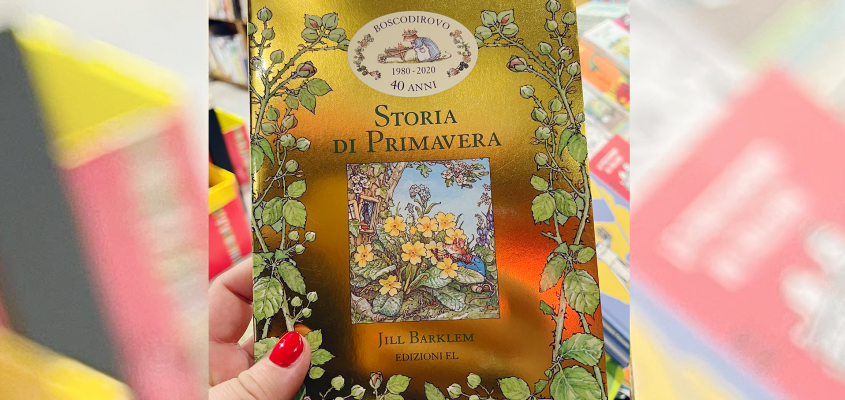 BOSCODIROVO
1980 - 2020
40 ANNI
STORIA
DI PRIMAVERA
JILL BARKLEM
EDIZIONI EL